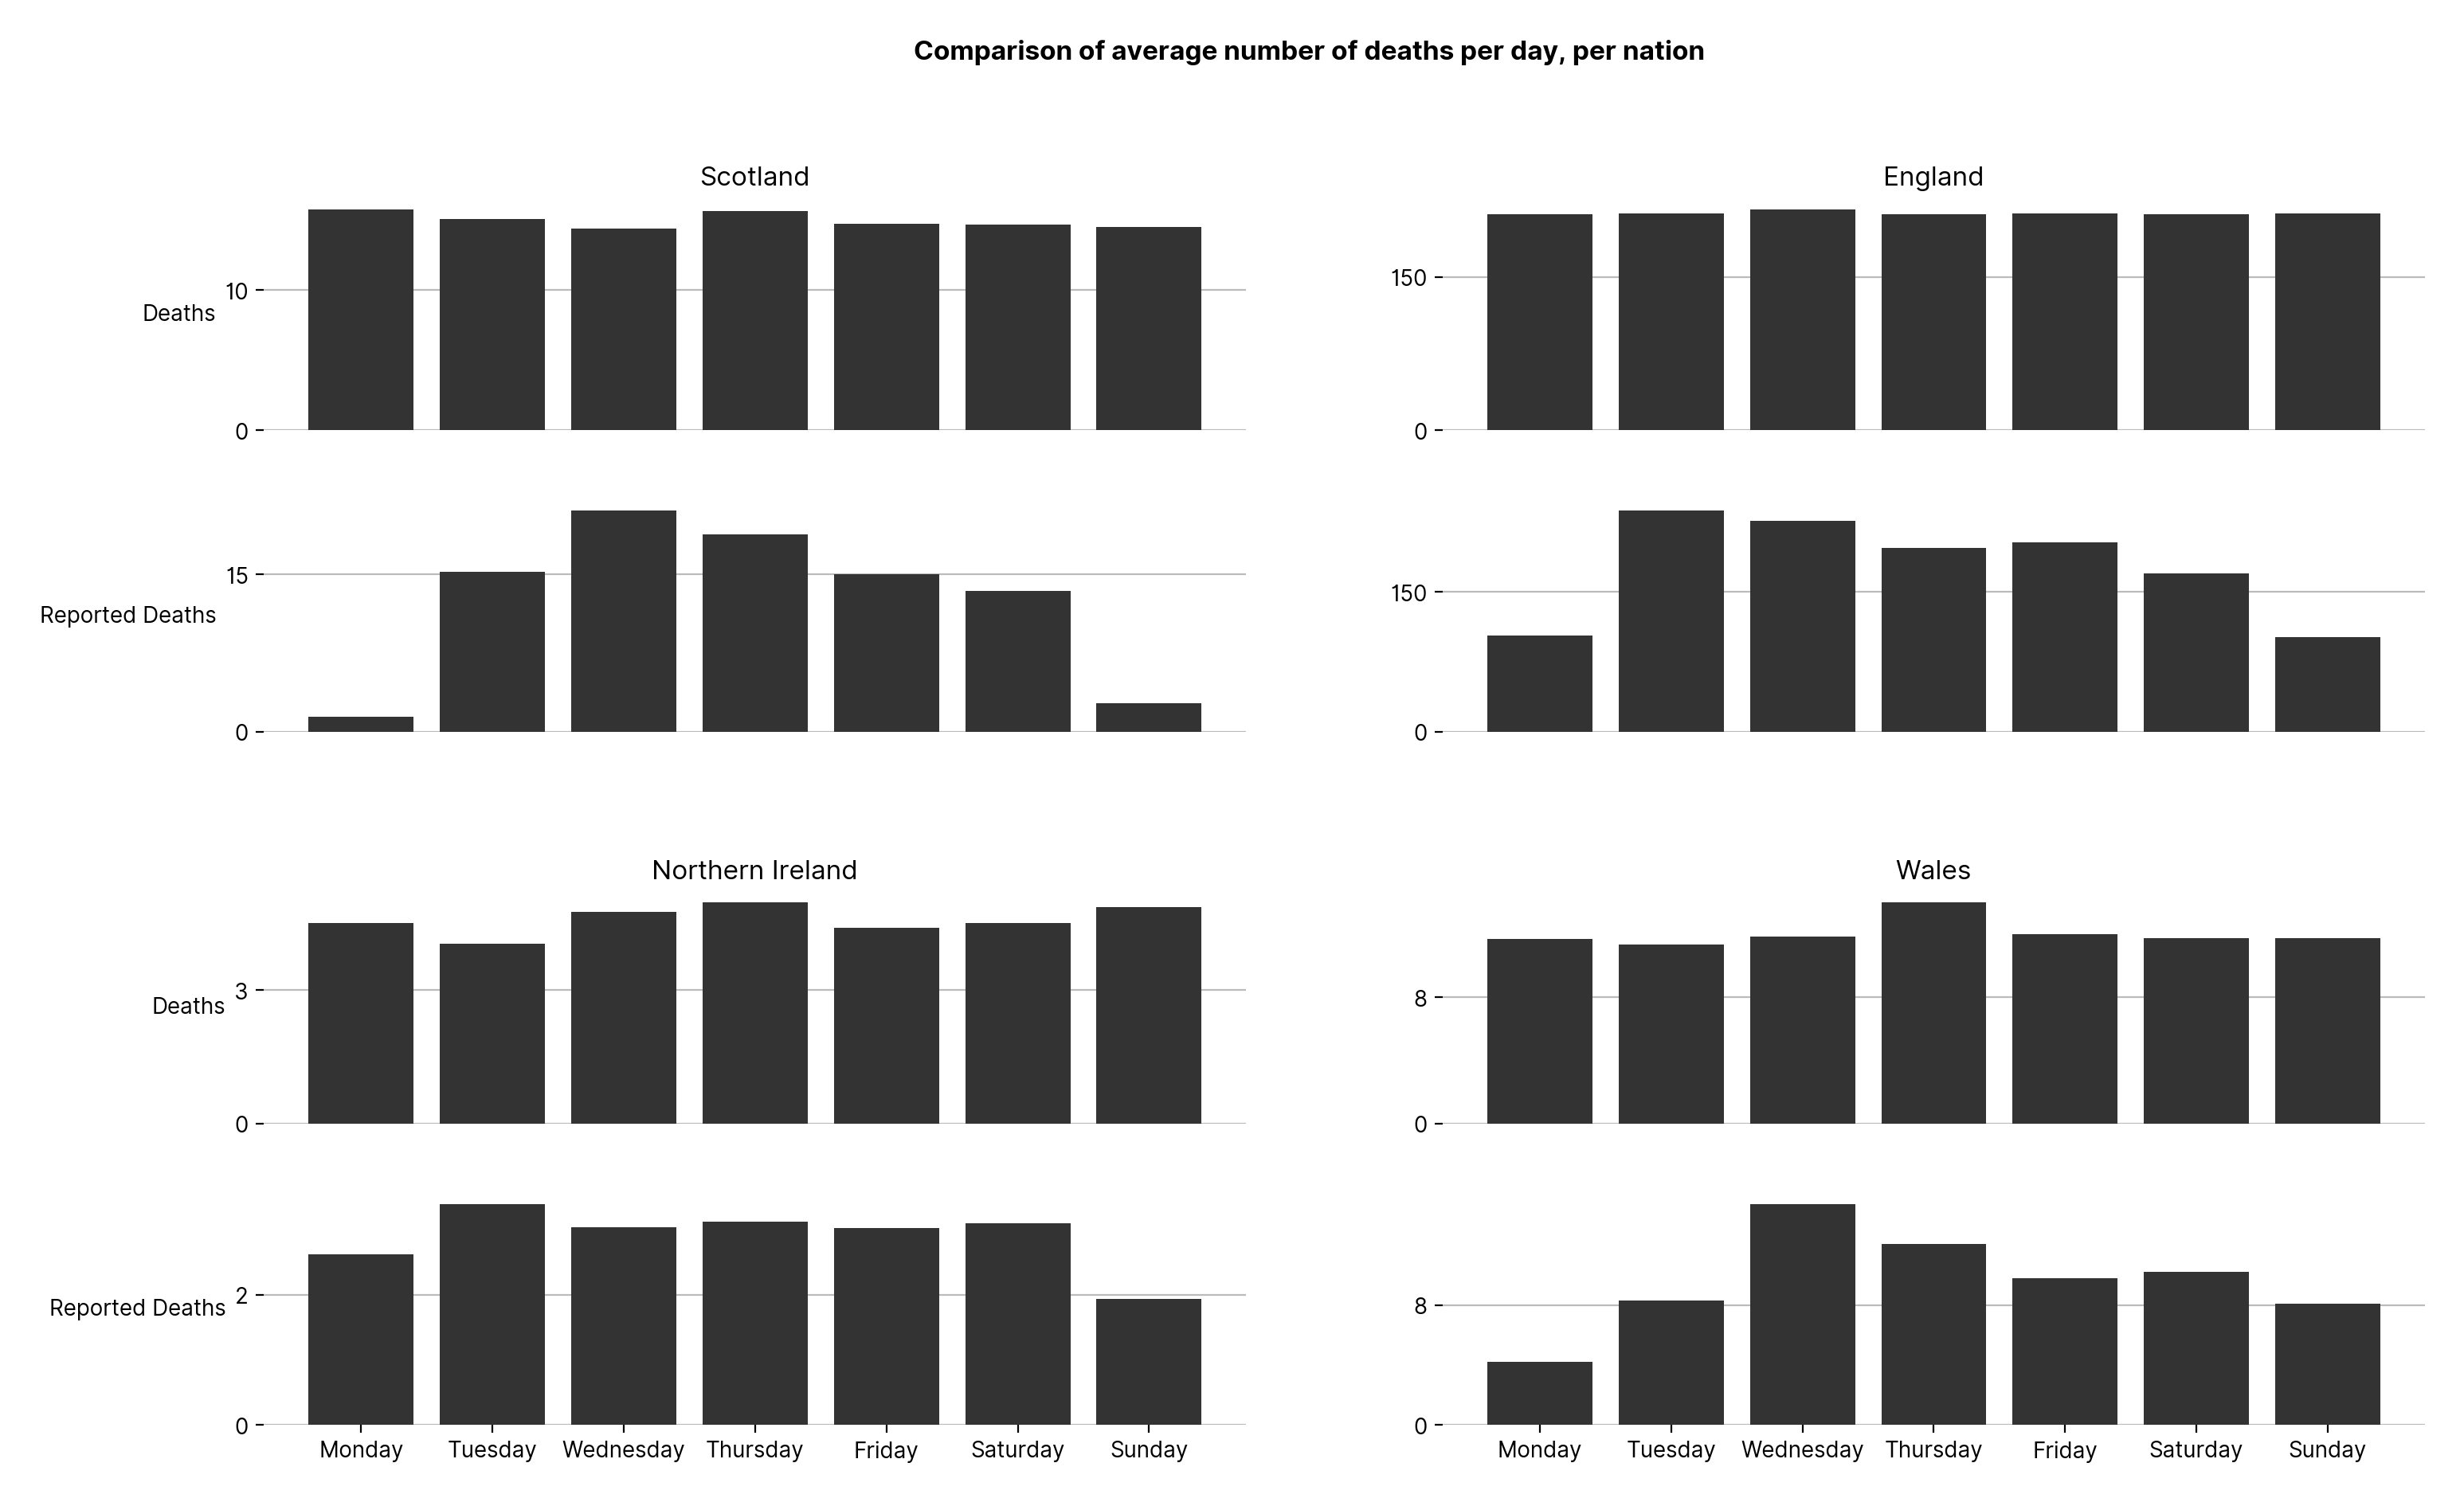 Comparison of average number of deaths per day, per nation
Scotland
Deaths
10
0
England
150
0
Reported Deaths
15
0
150
0
Northern Ireland
Deaths
3
0
Wales
8
0
Reported Deaths
2
0
Monday Tuesday Wednesday Thursday Friday Saturday Sunday
8
0
Monday Tuesday Wednesday Thursday Friday Saturday Sunday